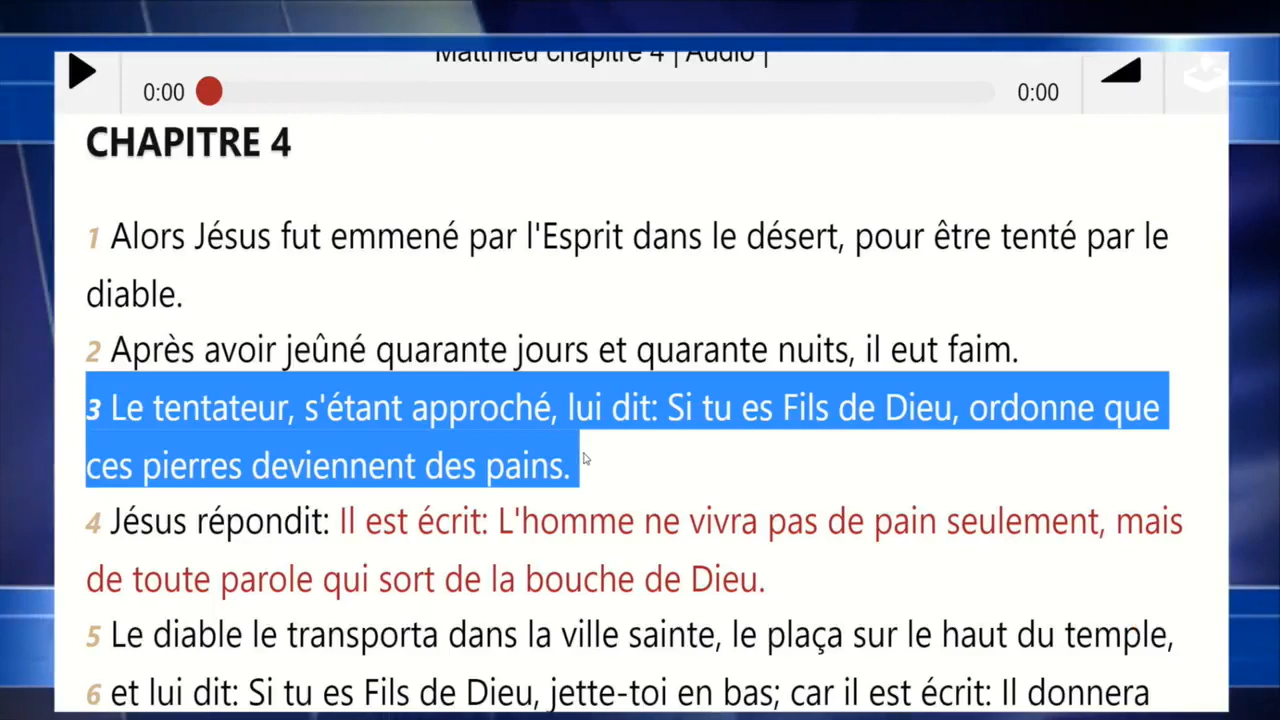 Matthieu chapitre 4 | Audio |
0:00 0:00
CHAPITRE 4
1 Alors Jésus fut emmené par l'Esprit dans le désert, pour être tenté par le
diable.
2 Après avoir jeûné quarante jours et quarante nuits, il eut faim.
3 Le tentateur, s'étant approché, lui dit: Si tu es Fils de Dieu, ordonne que
ces pierres deviennent des pains.
4 Jésus répondit: Il est écrit: L'homme ne vivra pas de pain seulement, mais
de toute parole qui sort de la bouche de Dieu.
5 Le diable le transporta dans la ville sainte, le plaça sur le haut du temple,
6 et lui dit: Si tu es Fils de Dieu, jette-toi en bas; car il est écrit: Il donnera